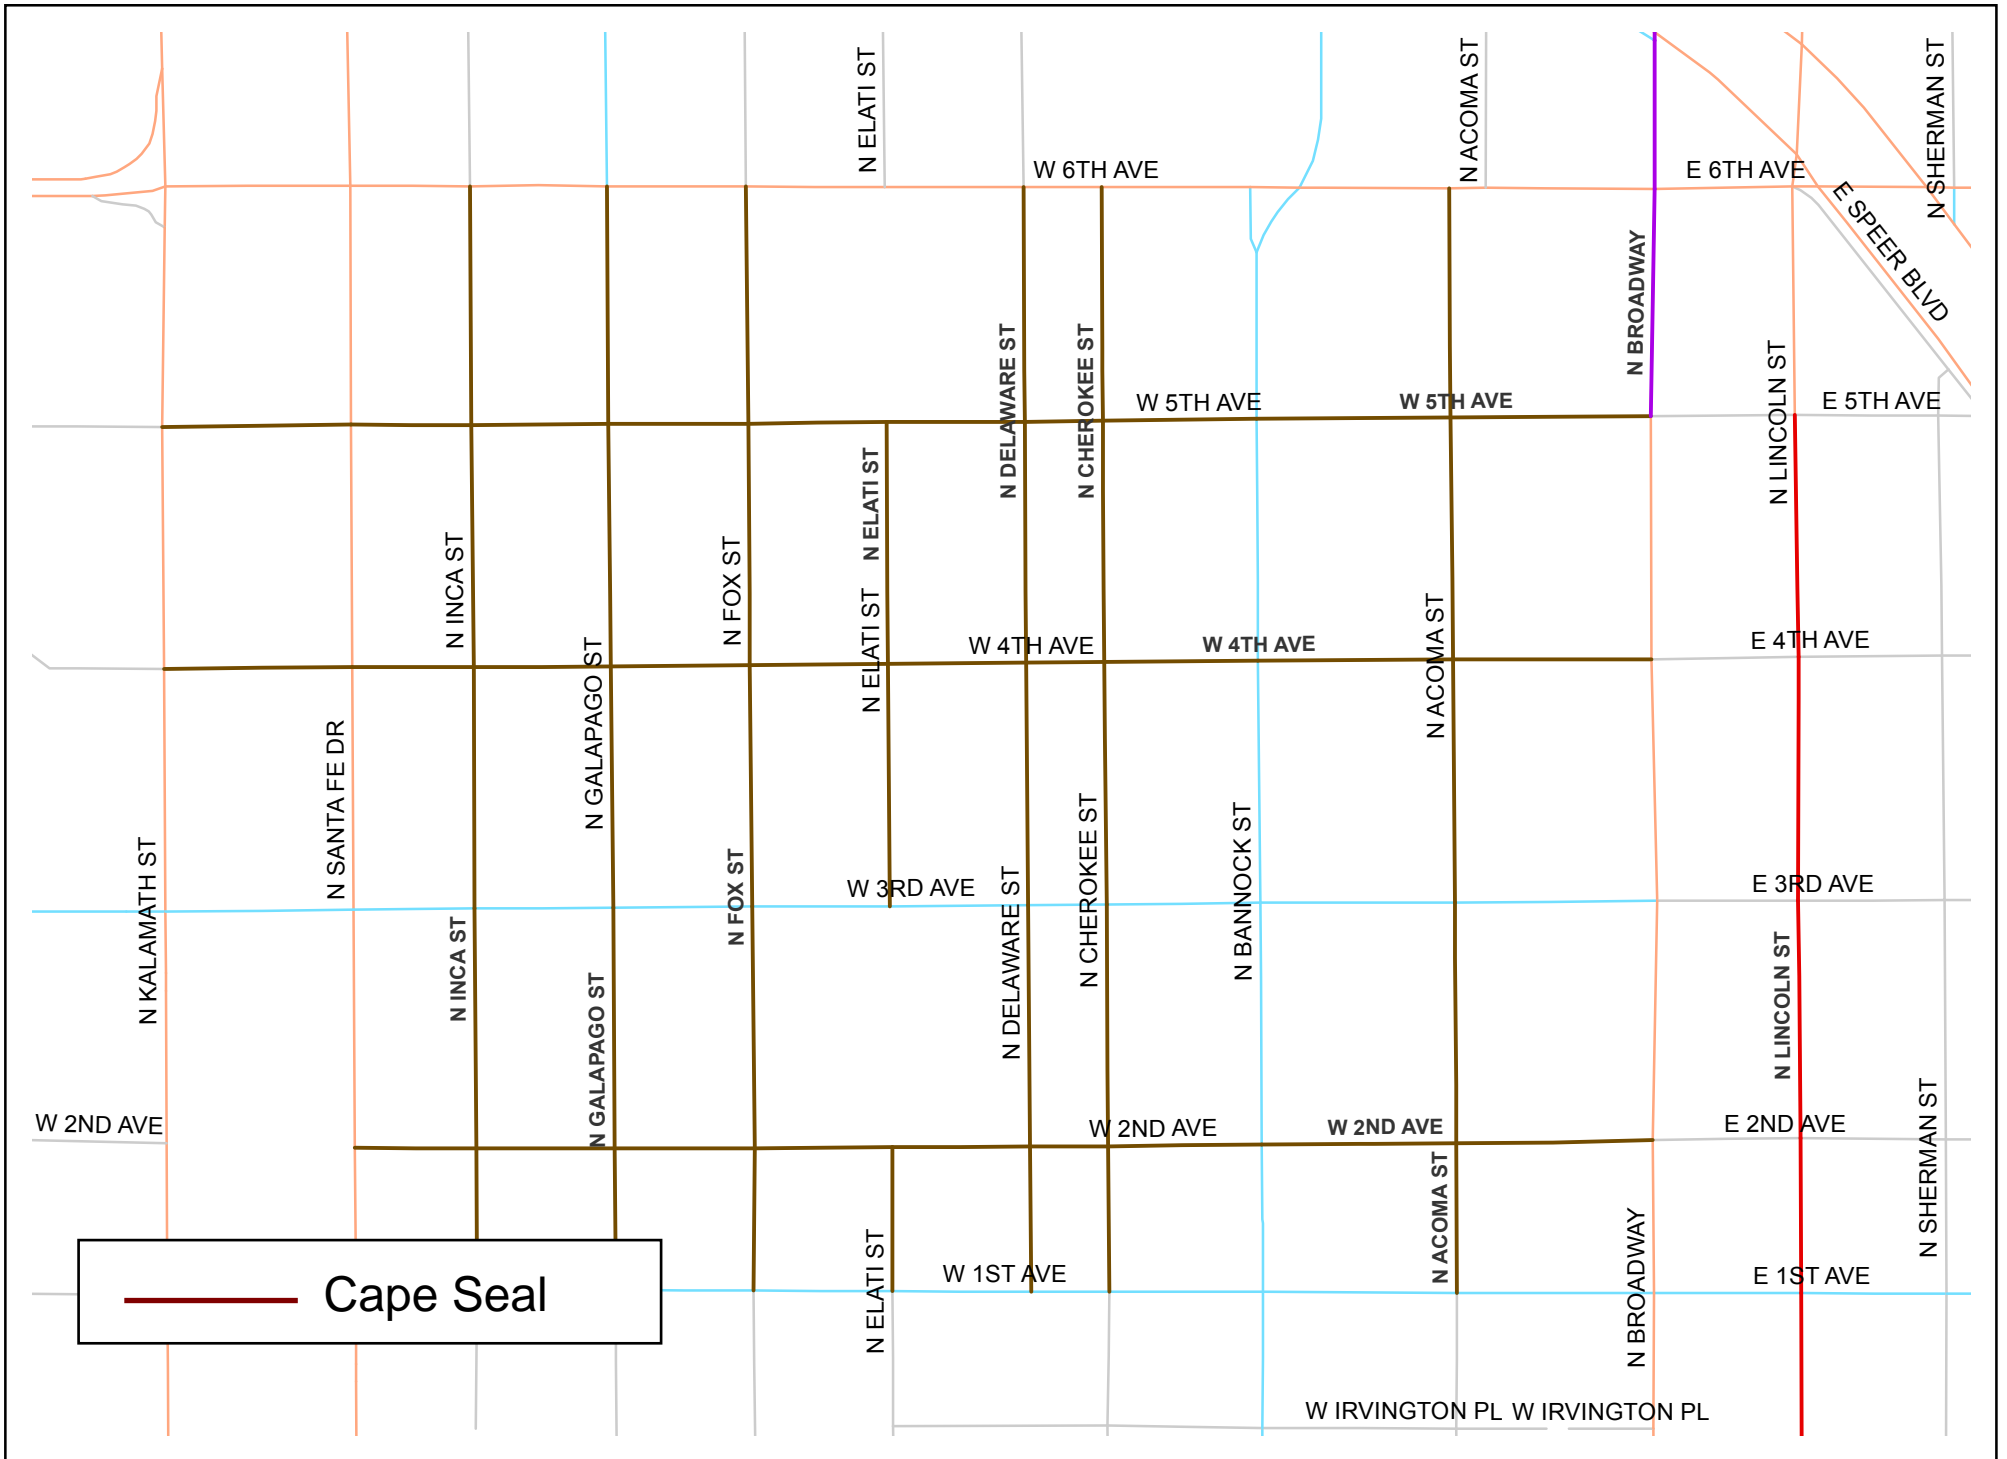 N ELATI ST
N ACOMA ST
N SHERMAN ST
W 6TH AVE
E 6TH AVE
E SPEER BLVD
N BROADWAY
N DELAWARE ST
N CHEROKEE ST
N LINCOLN ST
W 5TH AVE
W 5TH AVE
E 5TH AVE
N ELATI ST
N INCA ST
N FOX ST
N ELATI ST
N ACOMA ST
W 4TH AVE
W 4TH AVE
E 4TH AVE
N GALAPAGO ST
N SANTA FE DR
N KALAMATH ST
N FOX ST
W 3RD AVE
E 3RD AVE
N CHEROKEE ST
N BANNOCK ST
N DELAWARE ST
N INCA ST
N GALAPAGO ST
N LINCOLN ST
N SHERMAN ST
W 2ND AVE
W 2ND AVE
W 2ND AVE
E 2ND AVE
N ACOMA ST
N BROADWAY
N ELATI ST
W 1ST AVE
E 1ST AVE
Cape Seal
W IRVINGTON PL
W IRVINGTON PL